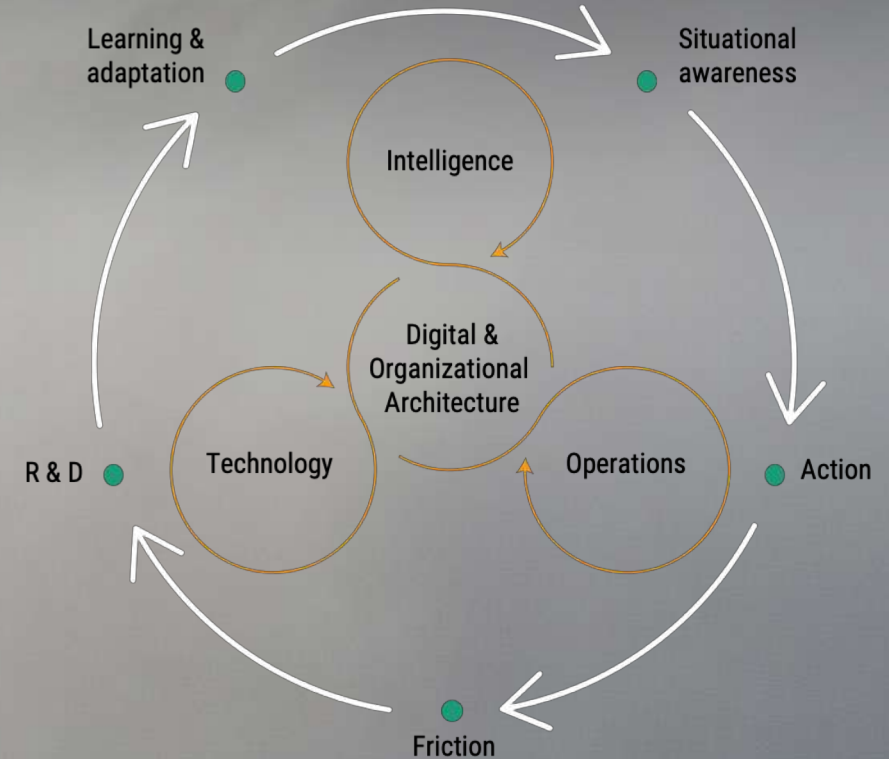 Learning &
adaptation
Situational
awareness
Intelligence
Digital &
Organizational
Architecture
Technology
Operations
R & D
Action
Friction